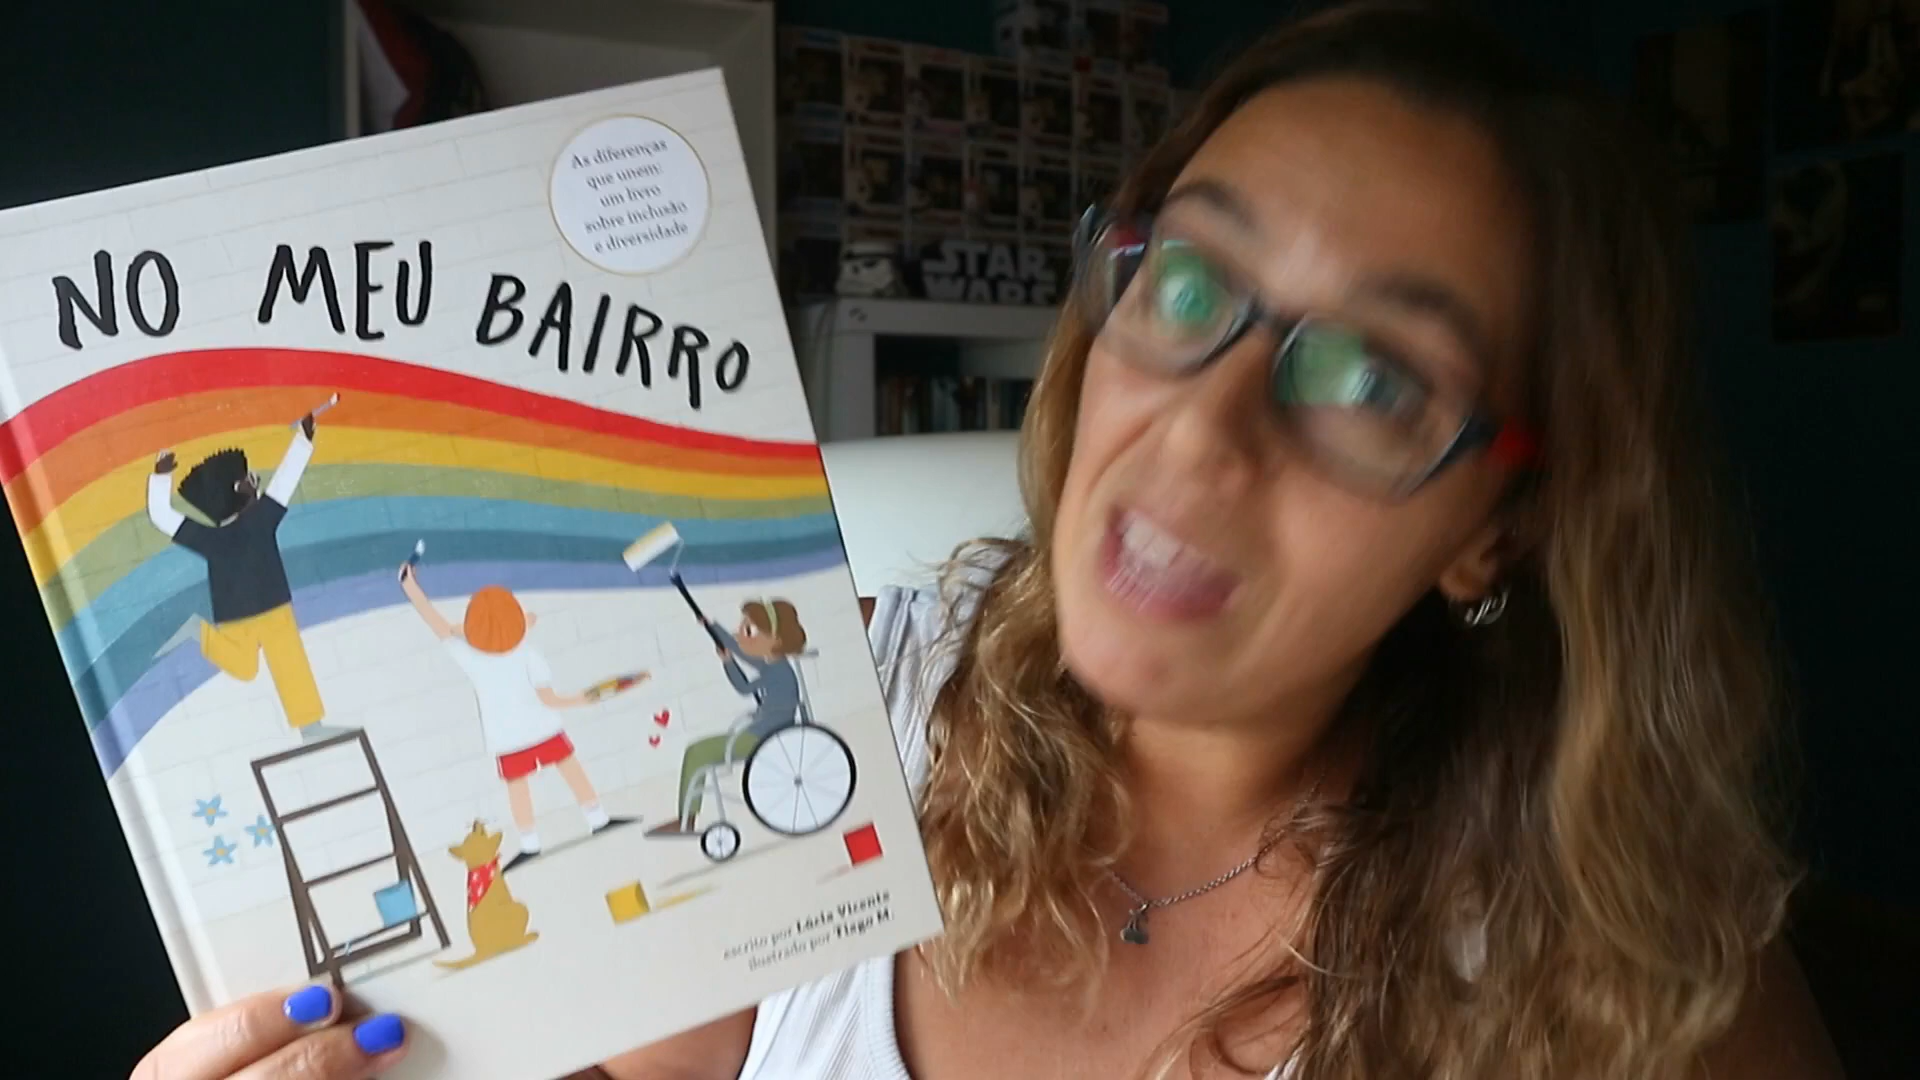 As diferenças
que unem:
um livro
sobre inclusão
e diversidade
NO MEU BAIRRO
escrito por Lúcia Vicente
ilustrado por Tiago M.
STAR
WARS